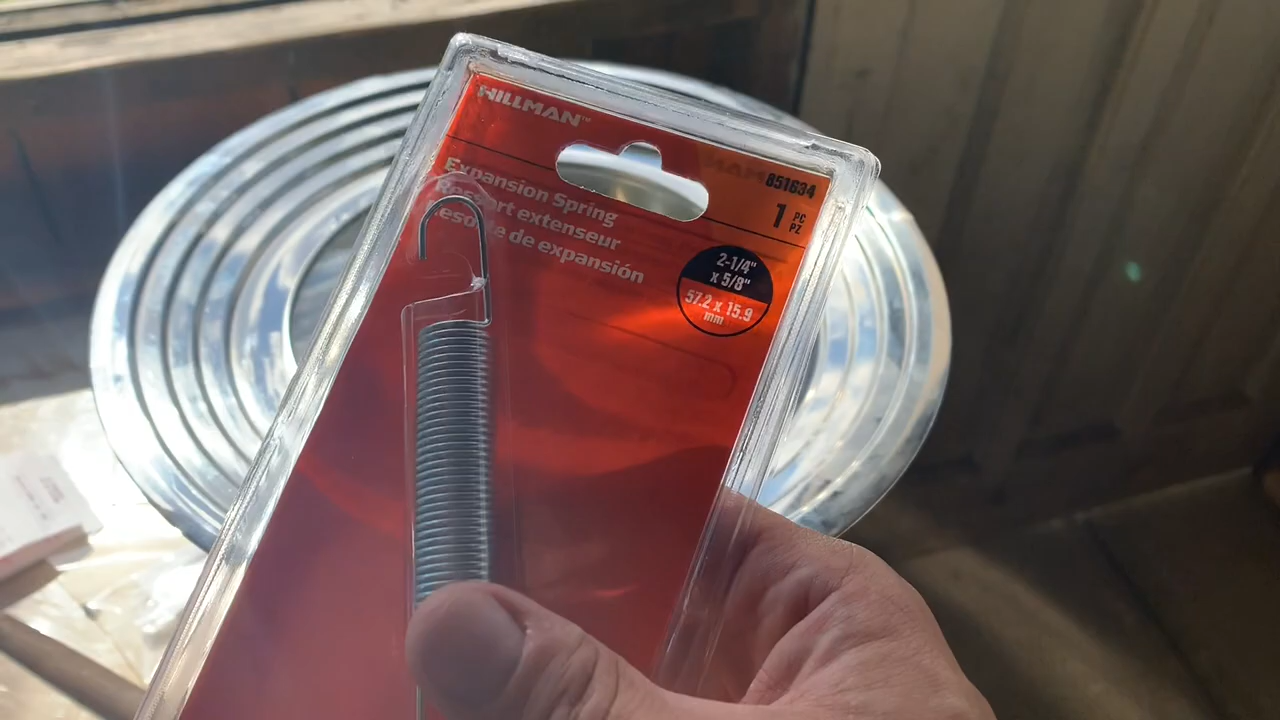 HILLMAN™
851634
1 PC
PZ
Expansion Spring
Ressort extenseur
Resorte de expansión
2-1/4"
x 5/8"
57.2 x 15.9
mm